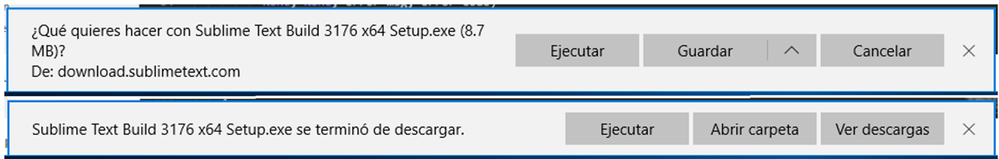 ¿Qué quieres hacer con Sublime Text Build 3176 x64 Setup.exe (8.7
MB)?
De: download.sublimetext.com
Ejecutar
Guardar
Cancelar
Sublime Text Build 3176 x64 Setup.exe se terminó de descargar.
Ejecutar
Abrir carpeta
Ver descargas